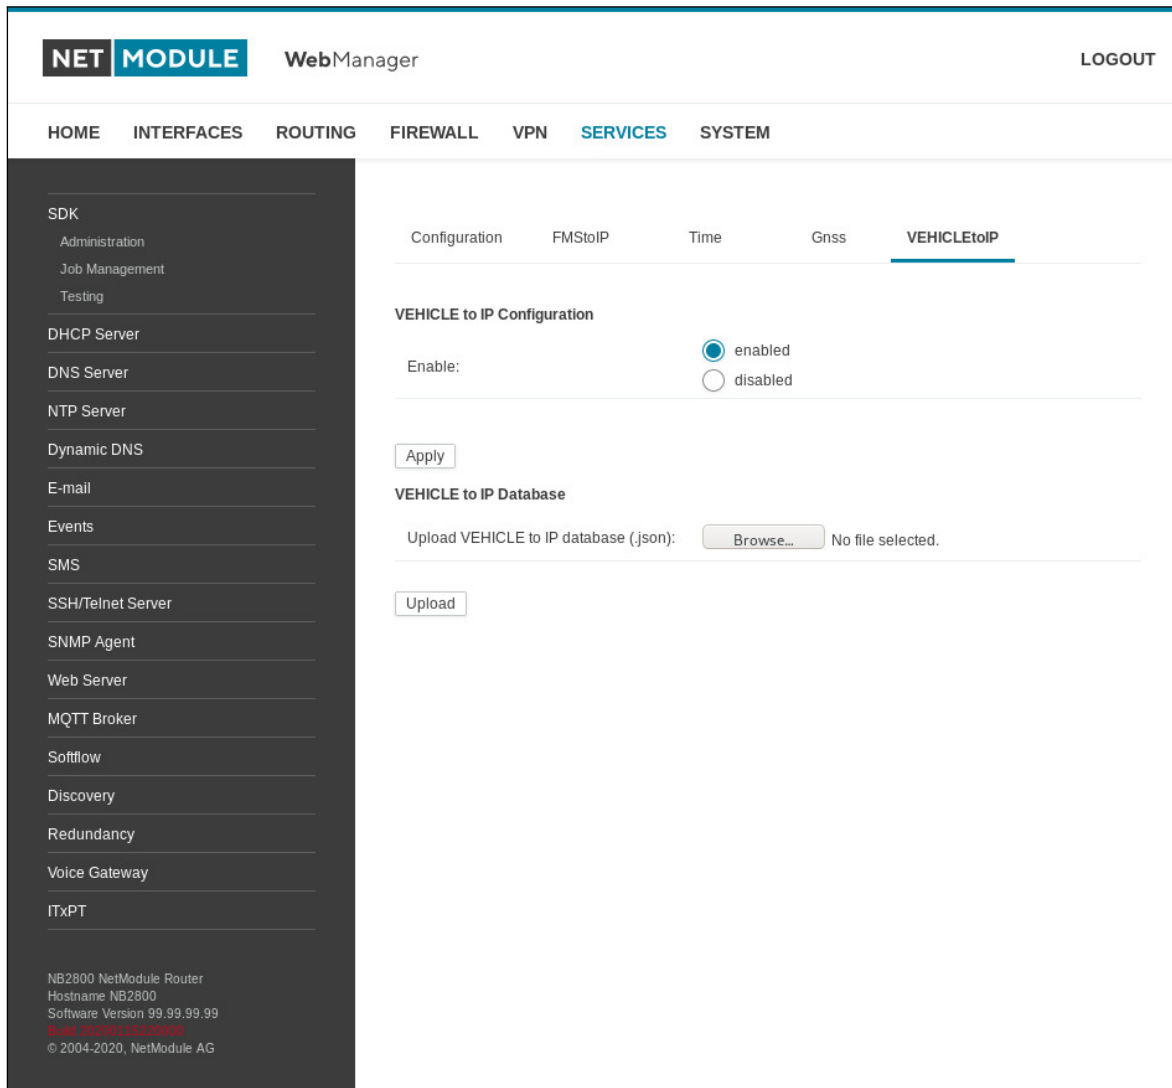 NET MODULE WebManager LOGOUT
HOME INTERFACES ROUTING FIREWALL VPN SERVICES SYSTEM
SDK
Administration
Job Management
Testing
DHCP Server
DNS Server
NTP Server
Dynamic DNS
E-mail
Events
SMS
SSH/Telnet Server
SNMP Agent
Web Server
MQTT Broker
Softflow
Discovery
Redundancy
Voice Gateway
ITxPT
NB2800 NetModule Router
Hostname NB2800
Software Version 99.99.99.99
Build
© 2004-2020, NetModule AG
Configuration FMStoIP Time Gnss VEHICLEtoIP
VEHICLE to IP Configuration
Enable: enabled
disabled
Apply
VEHICLE to IP Database
Upload VEHICLE to IP database (.json): Browse... No file selected.
Upload